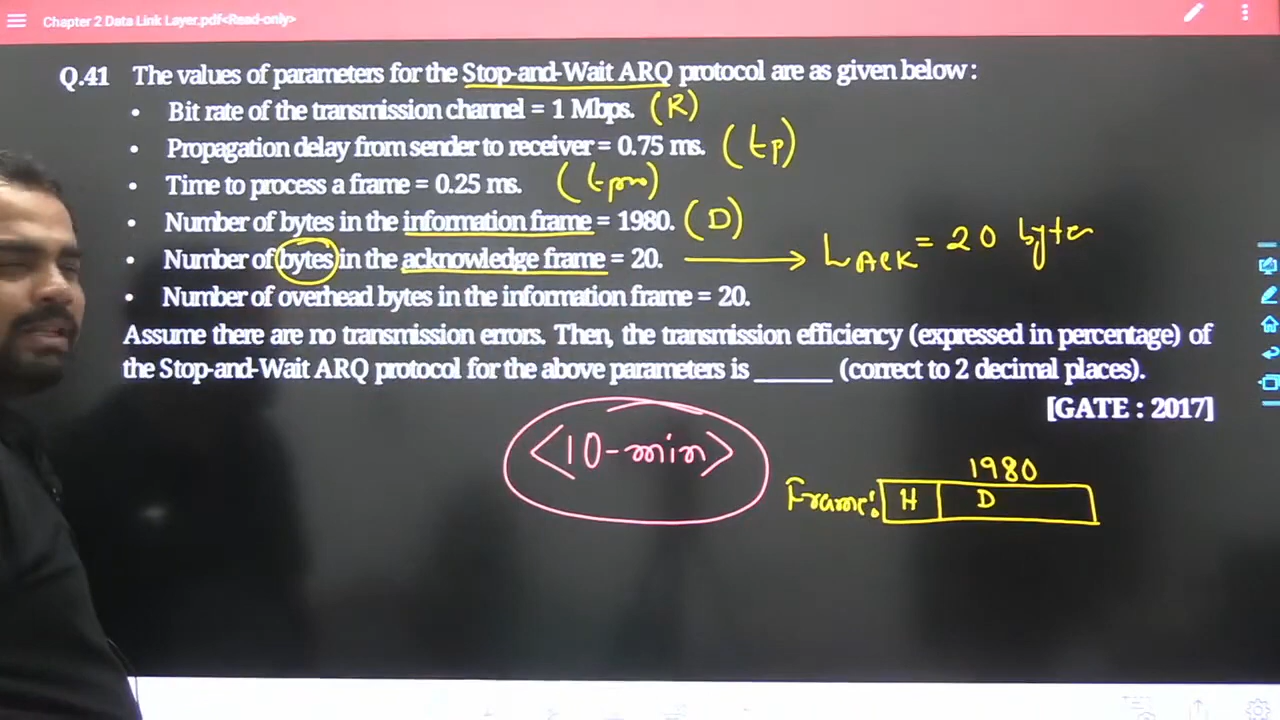 Chapter 2 Data Link Layer.pdf<Read-only>
Q.41 The values of parameters for the Stop-and-Wait ARQ protocol are as given below :
• Bit rate of the transmission channel = 1 Mbps. (R)
• Propagation delay from sender to receiver = 0.75 ms. (tp)
• Time to process a frame = 0.25 ms. (tpro)
• Number of bytes in the information frame = 1980. (D)
• Number of bytes in the acknowledge frame = 20. → LACK = 20 bytes
• Number of overhead bytes in the information frame = 20.
Assume there are no transmission errors. Then, the transmission efficiency (expressed in percentage) of
the Stop-and-Wait ARQ protocol for the above parameters is ______ (correct to 2 decimal places).
[GATE : 2017]
<10-min>
1980
Frame: H D